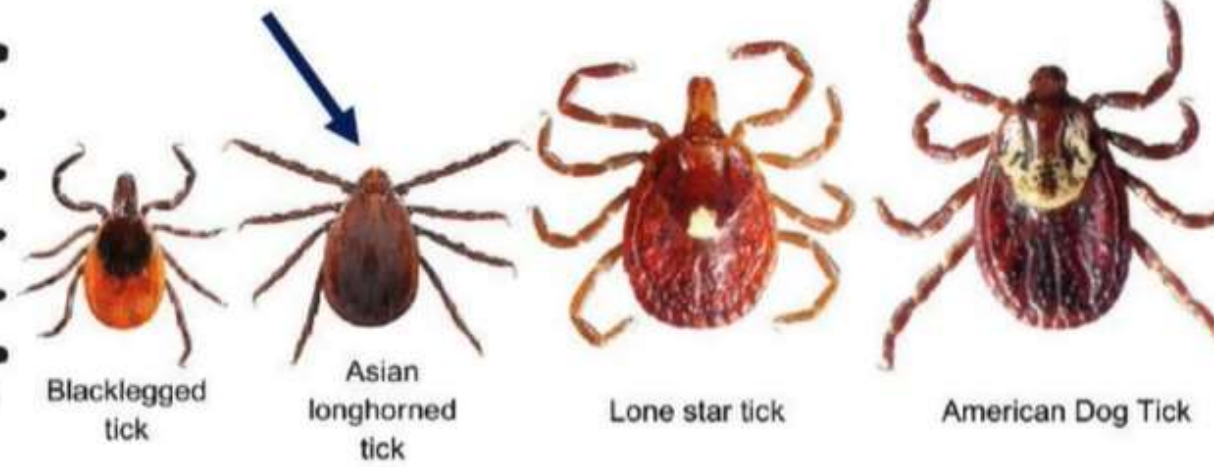 Blacklegged
tick
Asian
longhorned
tick
Lone star tick
American Dog Tick